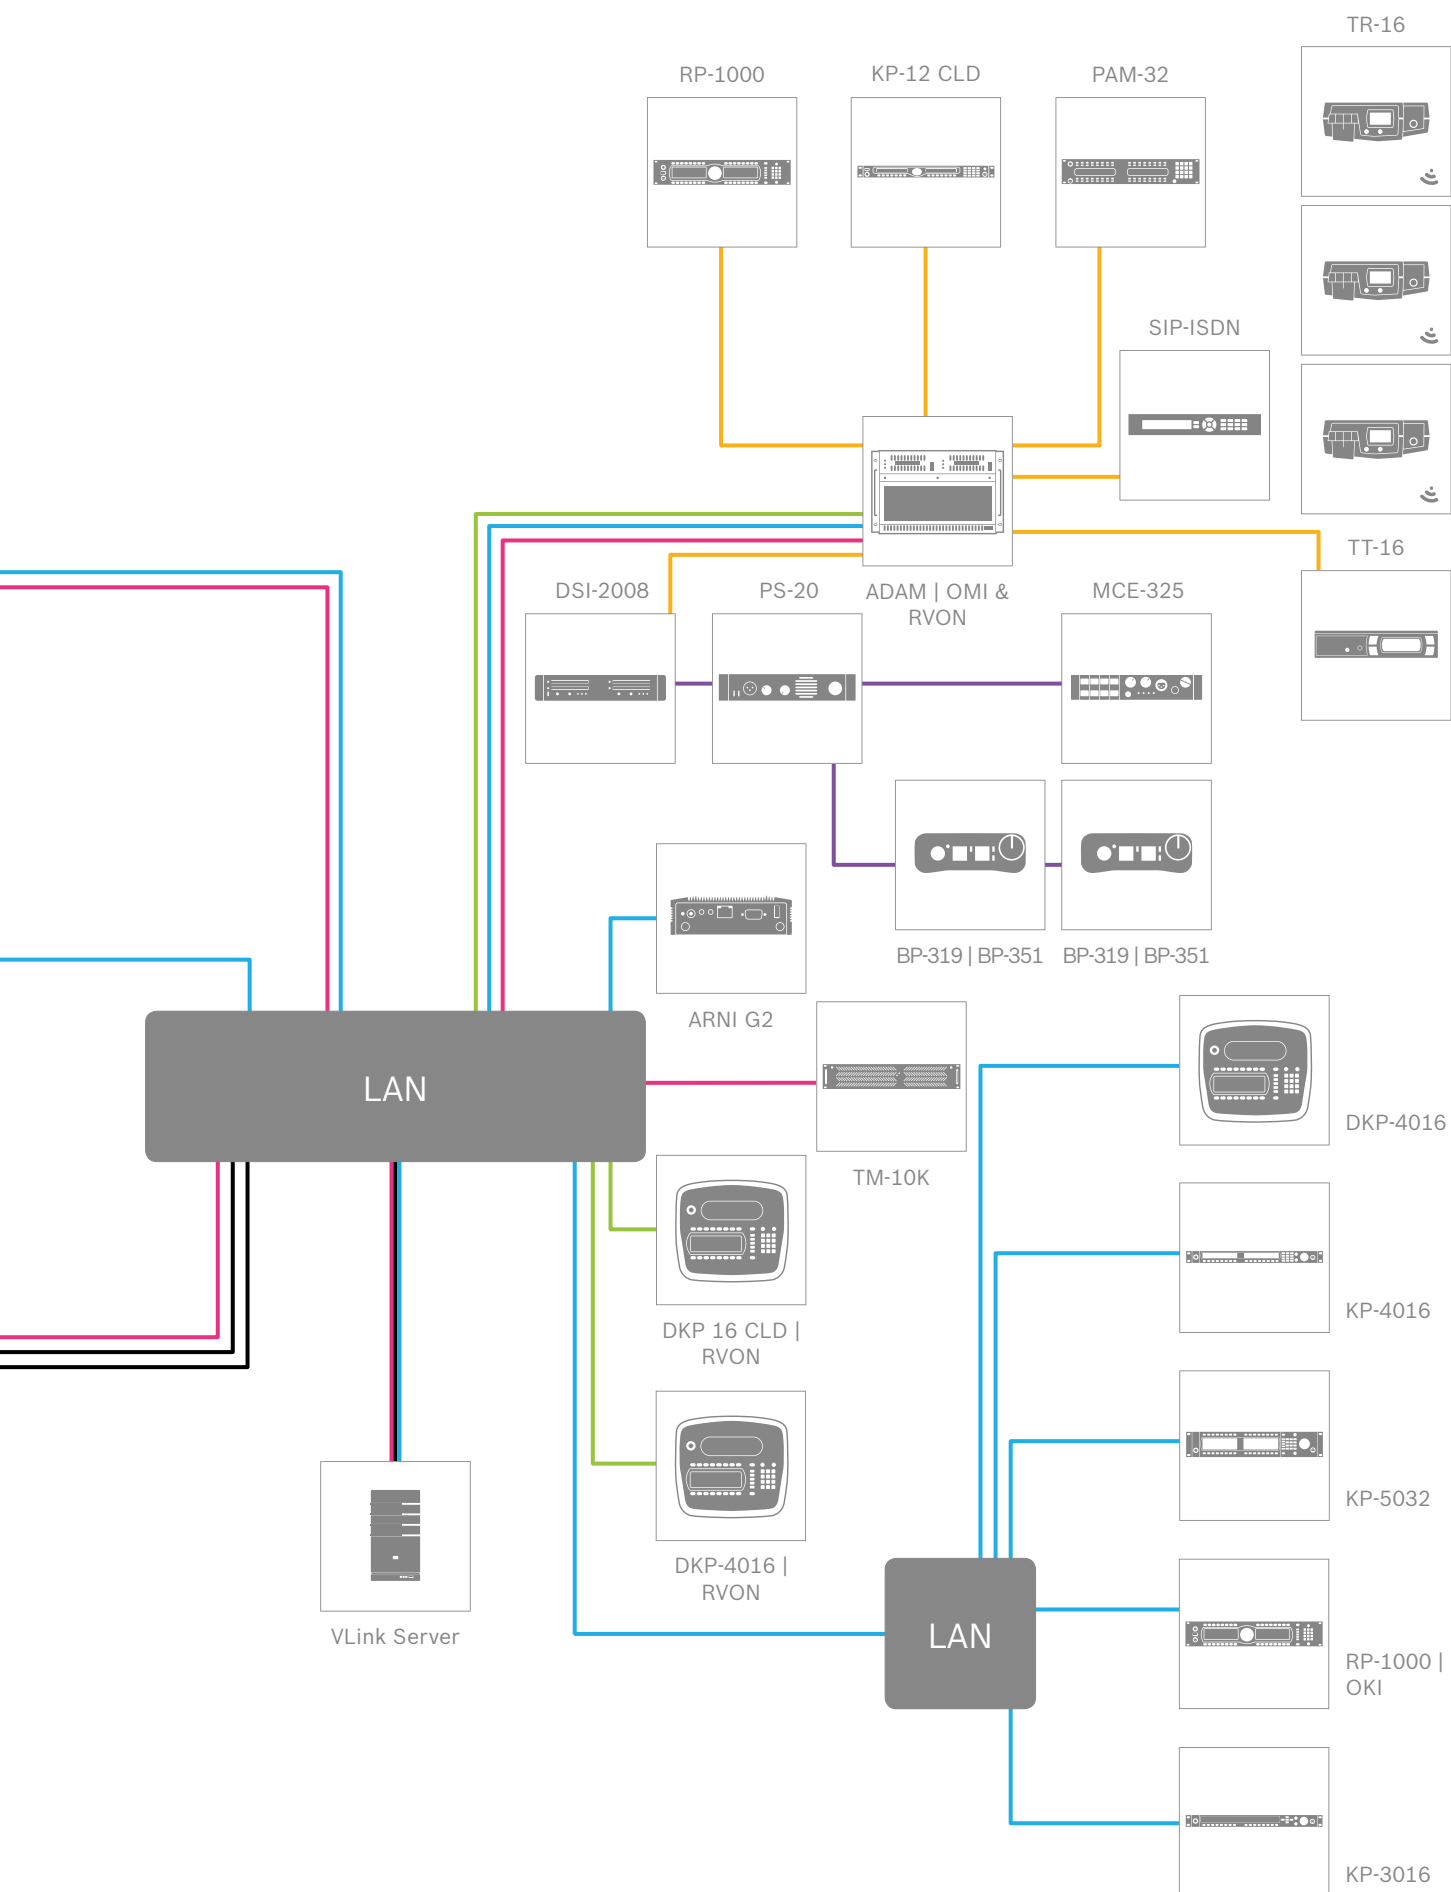 TR-16
RP-1000
KP-12 CLD
PAM-32
SIP-ISDN
TT-16
DSI-2008
PS-20
ADAM | OMI &
RVON
MCE-325
BP-319 | BP-351
BP-319 | BP-351
ARNI G2
LAN
TM-10K
DKP-4016
DKP 16 CLD |
RVON
KP-4016
KP-5032
DKP-4016 |
RVON
VLink Server
LAN
RP-1000 |
OKI
KP-3016